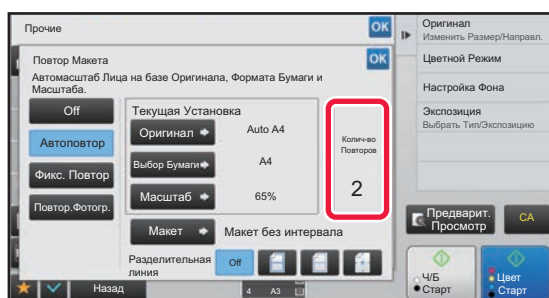 Прочие
OK
Повтор Макета
OK
Автомасштаб Лица на базе Оригинала, Формата Бумаги и
Масштаба.
Off
Автоповтор
Фикс. Повтор
Повтор.Фотогр.
Текущая Установка
Оригинал
Auto A4
Выбор Бумаги
A4
Масштаб
65%
Колич-во
Повторов
2
Макет
Макет без интервала
Разделительная
линия
Off
Назад
4
A3
Оригинал
Изменить Размер/Направл.
Цветной Режим
Настройка Фона
Экспозиция
Выбрать Тип/Экспозицию
Предварит.
Просмотр
CA
Ч/Б
Старт
Цвет
Старт